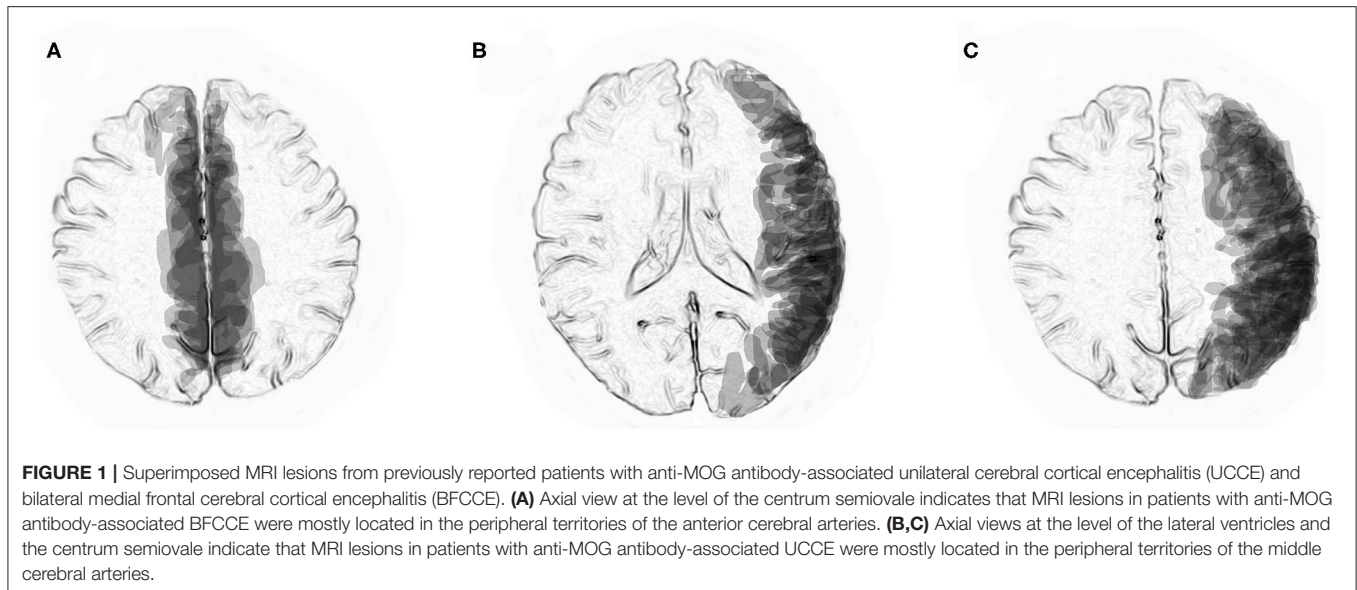 A
B
C
FIGURE 1 | Superimposed MRI lesions from previously reported patients with anti-MOG antibody-associated unilateral cerebral cortical encephalitis (UCCE) and
bilateral medial frontal cerebral cortical encephalitis (BFCCE). (A) Axial view at the level of the centrum semiovale indicates that MRI lesions in patients with anti-MOG
antibody-associated BFCCE were mostly located in the peripheral territories of the anterior cerebral arteries. (B,C) Axial views at the level of the lateral ventricles and
the centrum semiovale indicate that MRI lesions in patients with anti-MOG antibody-associated UCCE were mostly located in the peripheral territories of the middle
cerebral arteries.